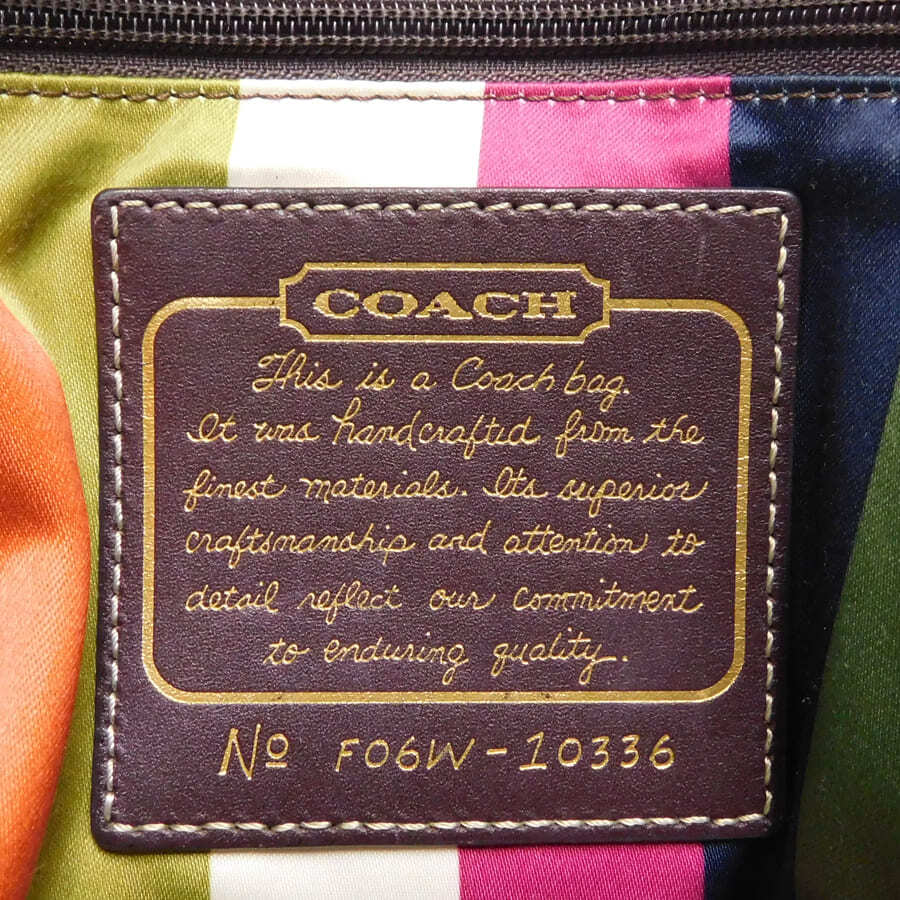 COACH
This is a Coach bag.
It was handcrafted from the
finest materials. Its superior
craftsmanship and attention to
detail reflect our commitment
to enduring quality.
Nº F06W-10336